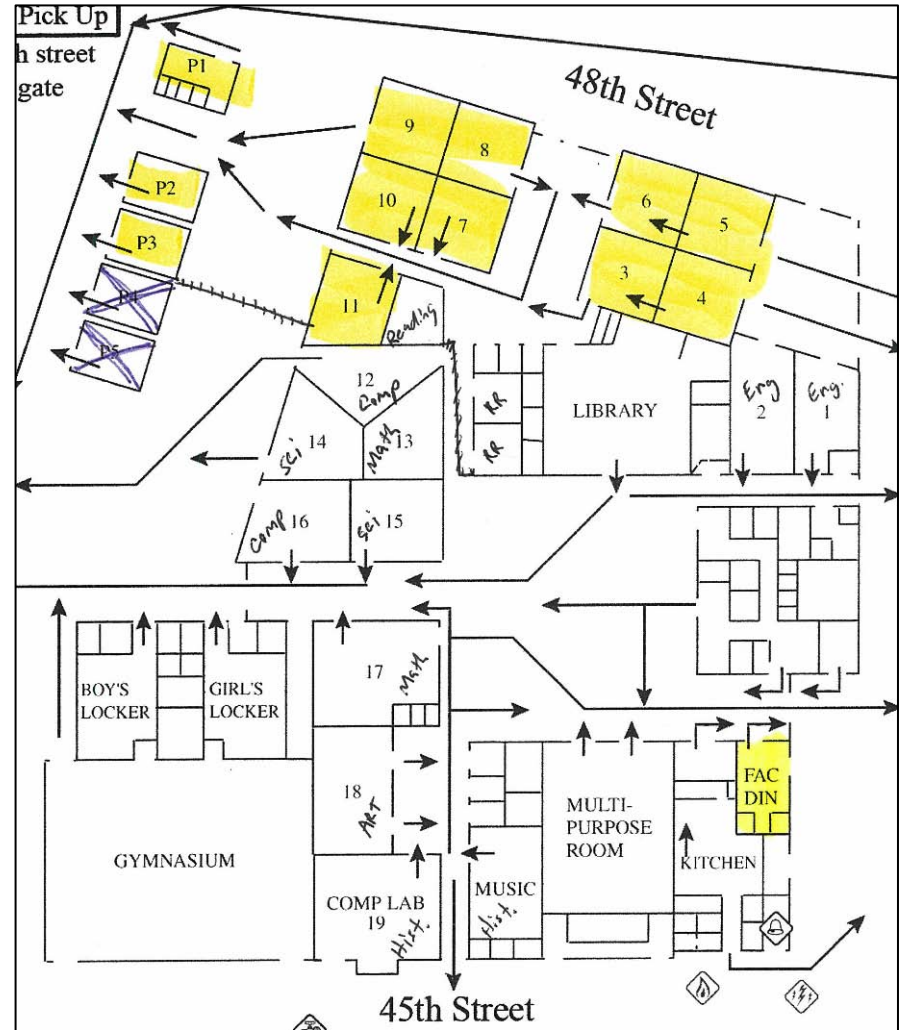 Pick Up
h street
gate
P1
48th Street
9
8
P2
6
5
10
7
P3
3
4
P4
11
Reading
P5
12
Comp
RR
LIBRARY
Eng
2
Eng.
1
14
Sci
13
Math
RR
16
Comp
15
Sci
17
Math
BOY'S
LOCKER
GIRL'S
LOCKER
FAC
DIN
18
ART
MULTI-
PURPOSE
ROOM
GYMNASIUM
KITCHEN
COMP LAB
19
Hist.
MUSIC
Hist.
45th Street